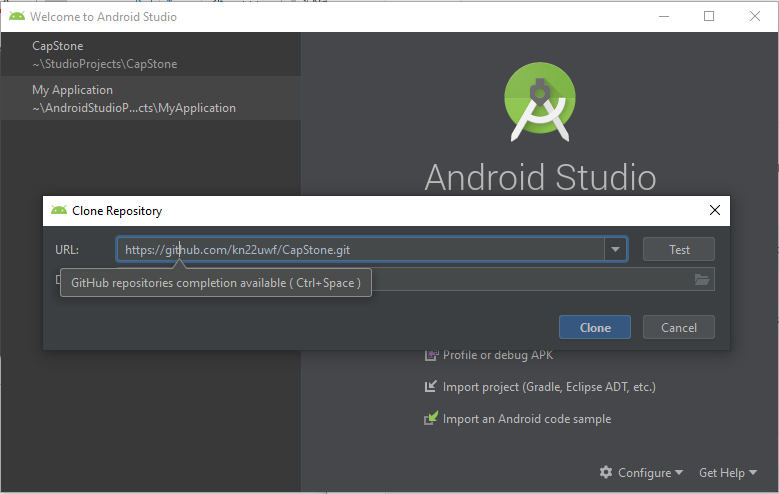 Welcome to Android Studio
CapStone
~\StudioProjects\CapStone
My Application
~\AndroidStudioP...cts\MyApplication
Android Studio
Clone Repository
URL:
https://github.com/kn22uwf/CapStone.git
Test
GitHub repositories completion available ( Ctrl+Space )
Clone
Cancel
Profile or debug APK
Import project (Gradle, Eclipse ADT, etc.)
Import an Android code sample
Configure
Get Help